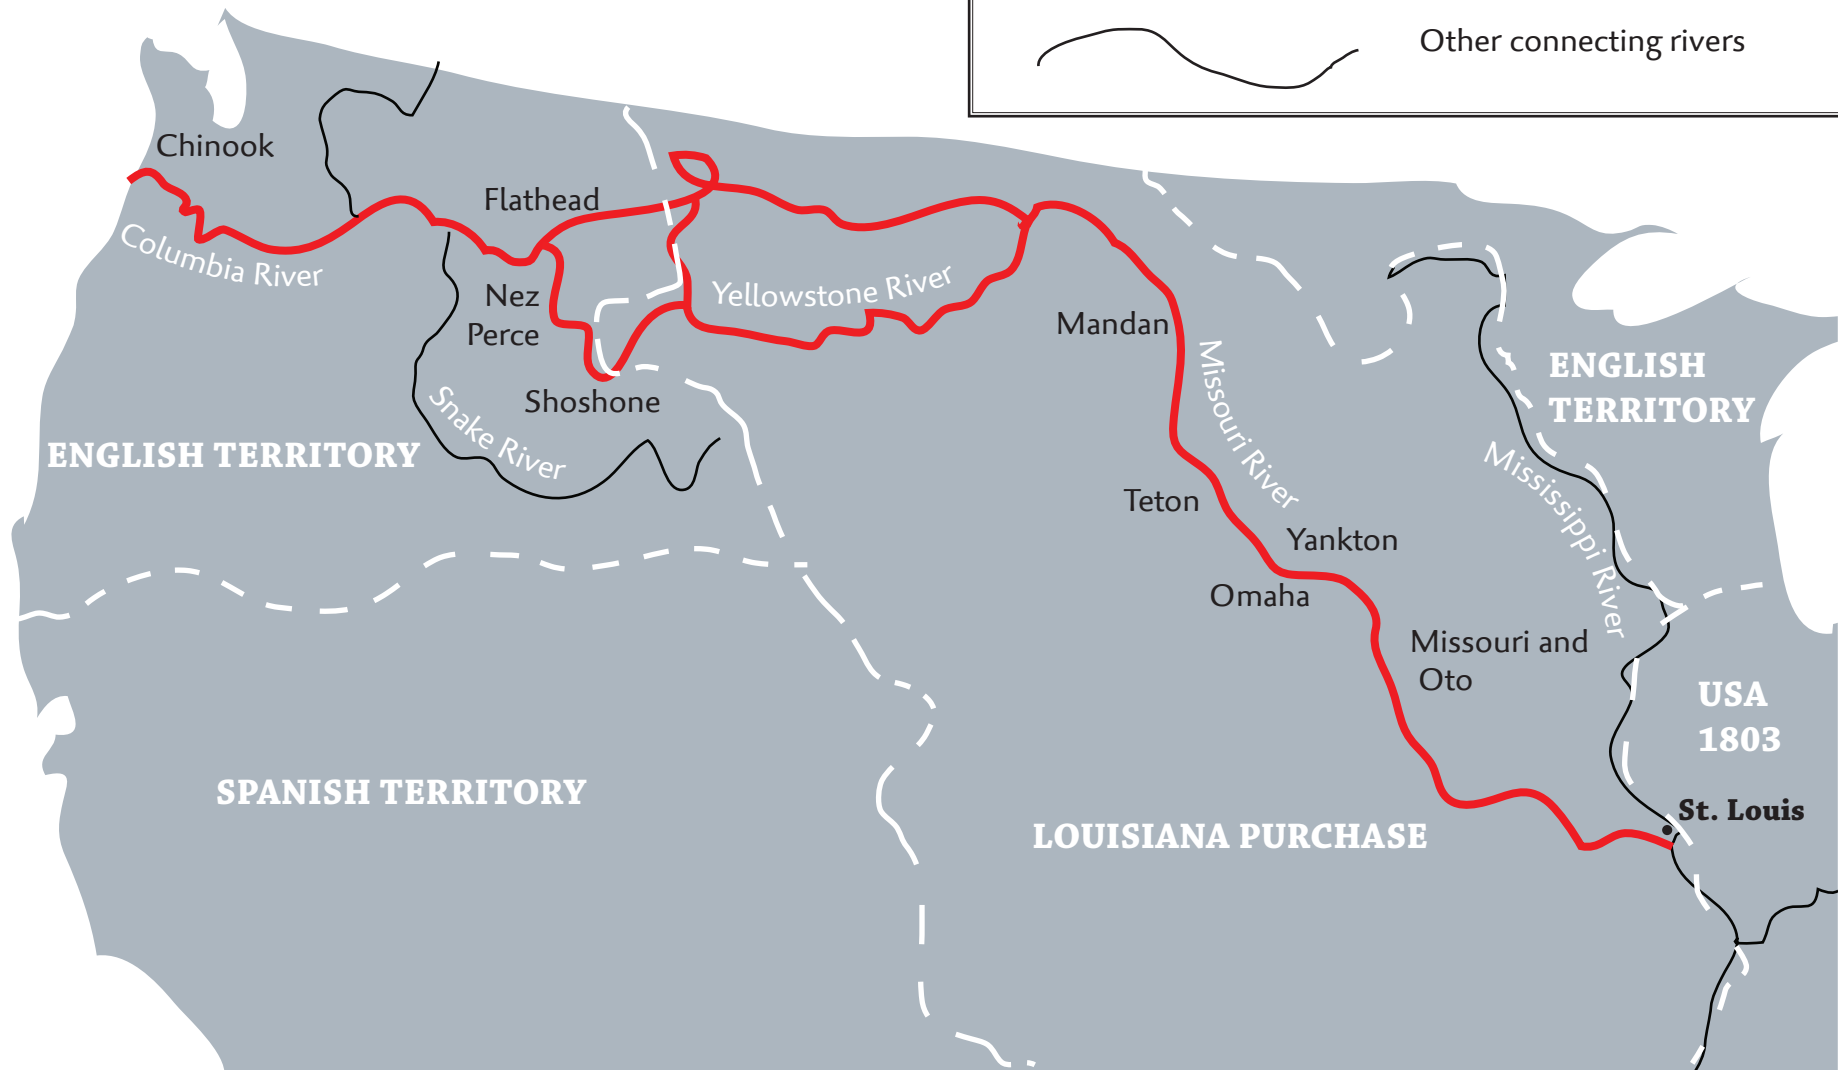 Other connecting rivers
Chinook
Flathead
Columbia River
Nez
Perce
Yellowstone River
Mandan
Missouri River
Shoshone
Snake River
ENGLISH TERRITORY
ENGLISH
TERRITORY
Mississippi River
Teton
Yankton
Omaha
Missouri and
Oto
USA
1803
SPANISH TERRITORY
St. Louis
LOUISIANA PURCHASE